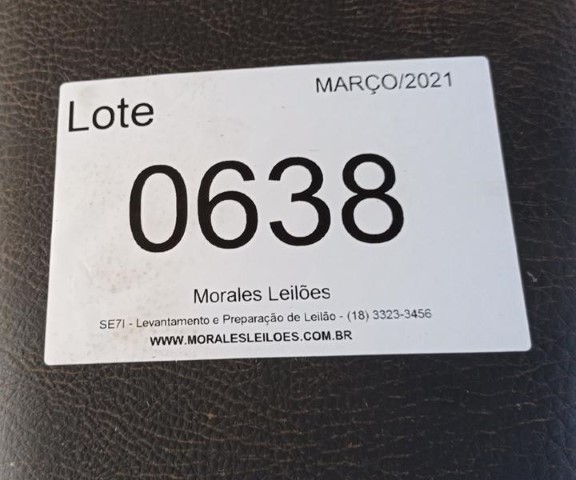 MARÇO/2021
Lote
0638
Morales Leilões
SE7I - Levantamento e Preparação de Leilão - (18) 3323-3456
WWW.MORALESLEILOES.COM.BR